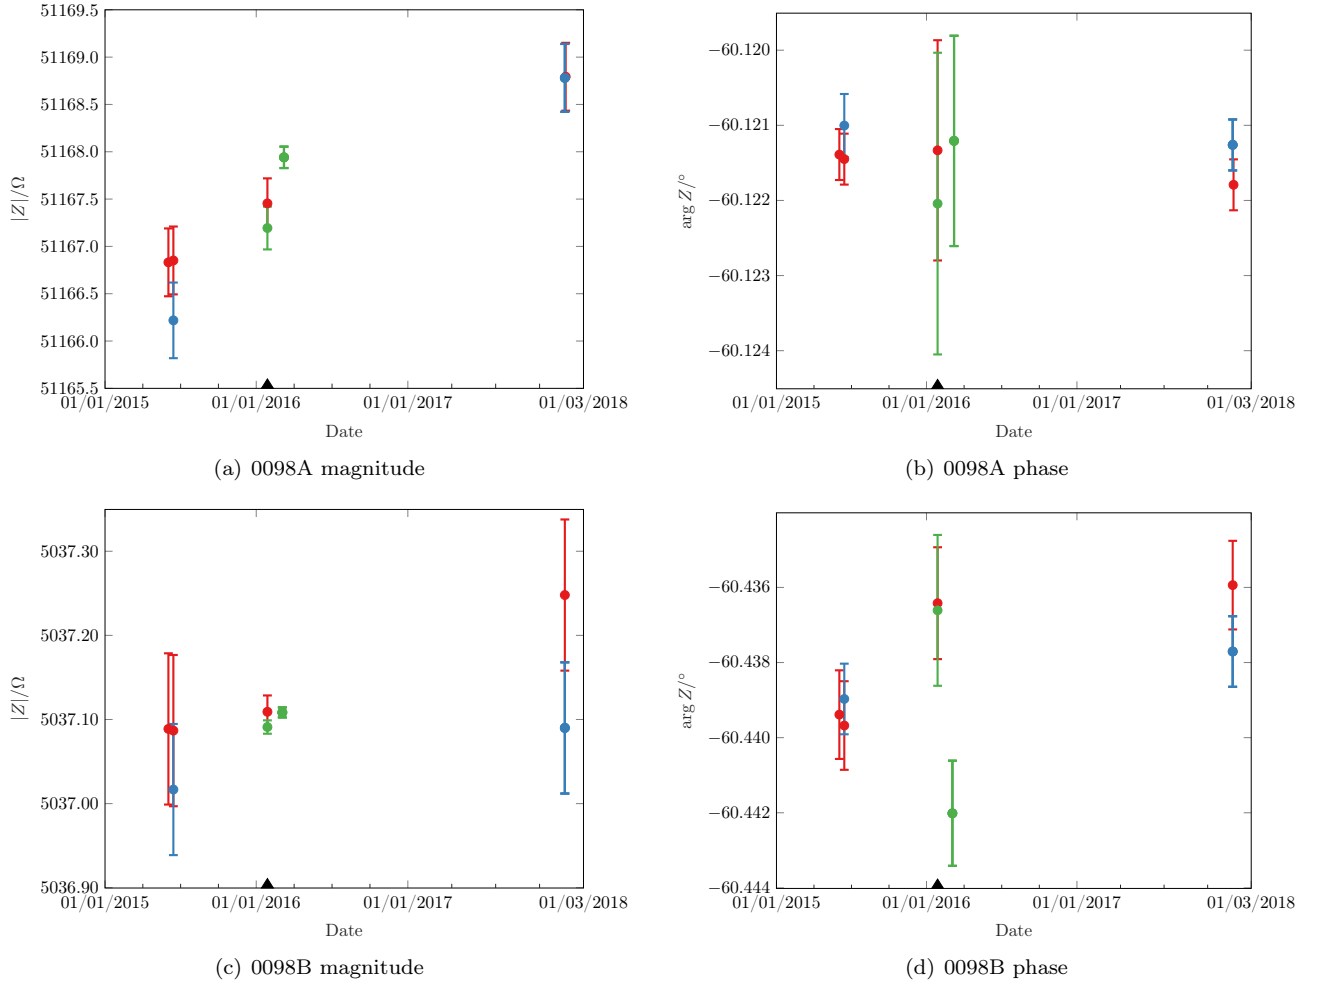 51169.5
51169.0
51168.5
51168.0
51167.5
51167.0
51166.5
51166.0
51165.5
|Z|/Ω
01/01/2015 01/01/2016 01/01/2017 01/03/2018
Date
(a) 0098A magnitude
−60.120
−60.121
−60.122
−60.123
−60.124
arg Z/°
01/01/2015 01/01/2016 01/01/2017 01/03/2018
Date
(b) 0098A phase
5037.30
5037.20
5037.10
5037.00
5036.90
|Z|/Ω
01/01/2015 01/01/2016 01/01/2017 01/03/2018
Date
(c) 0098B magnitude
−60.436
−60.438
−60.440
−60.442
−60.444
arg Z/°
01/01/2015 01/01/2016 01/01/2017 01/03/2018
Date
(d) 0098B phase